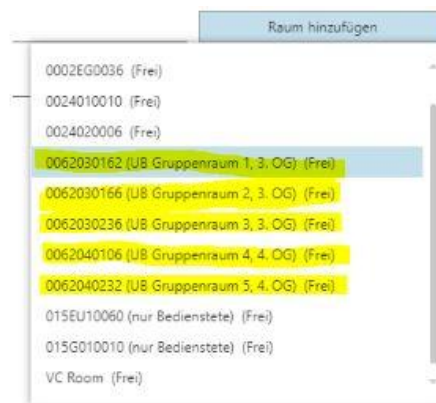 Raum hinzufügen
0002EG0036 (Frei)
0024010010 (Frei)
0024020006 (Frei)
0062030162 (UB Gruppenraum 1, 3. OG) (Frei)
0062030166 (UB Gruppenraum 2, 3. OG) (Frei)
0062030236 (UB Gruppenraum 3, 3. OG) (Frei)
0062040106 (UB Gruppenraum 4, 4. OG) (Frei)
0062040232 (UB Gruppenraum 5, 4. OG) (Frei)
015EU10060 (nur Bedienstete) (Frei)
015G010010 (nur Bedienstete) (Frei)
VC Room (Frei)